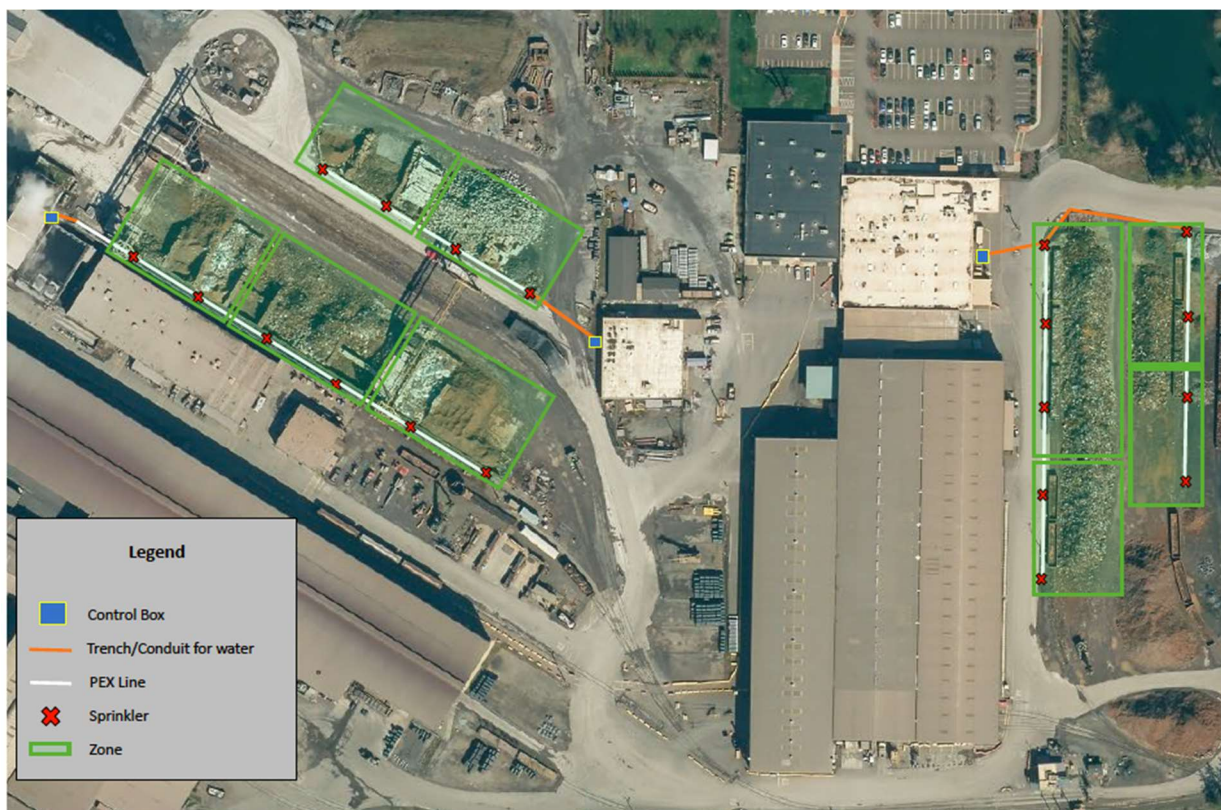 Legend
Control Box
Trench/Conduit for water
PEX Line
Sprinkler
Zone